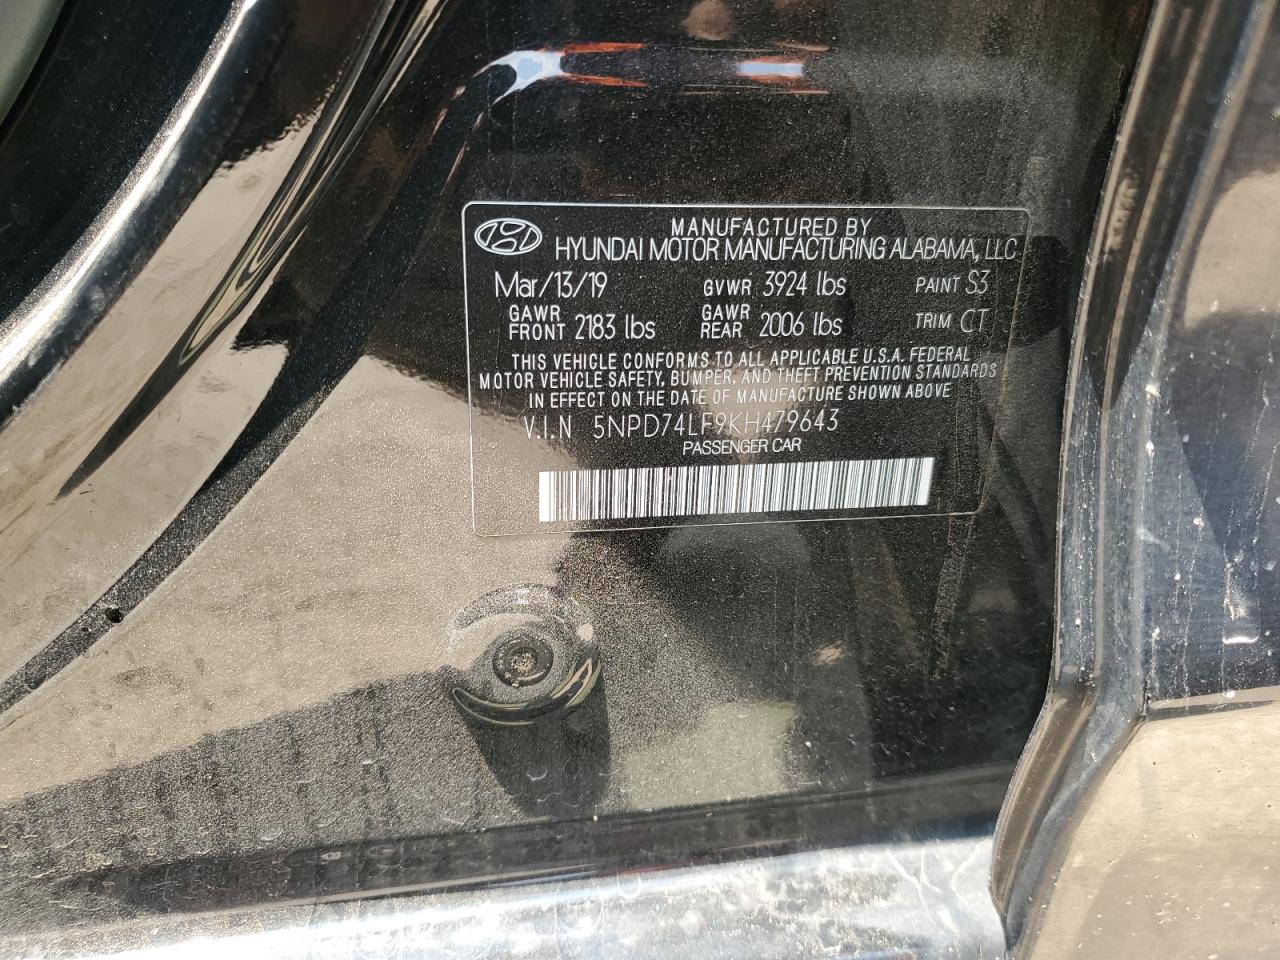 MANUFACTURED BY
HYUNDAI MOTOR MANUFACTURING ALABAMA, LLC
Mar/13/19 GVWR 3924 lbs PAINT S3
GAWR FRONT 2183 lbs GAWR REAR 2006 lbs TRIM CT
THIS VEHICLE CONFORMS TO ALL APPLICABLE U.S.A. FEDERAL
MOTOR VEHICLE SAFETY, BUMPER, AND THEFT PREVENTION STANDARDS
IN EFFECT ON THE DATE OF MANUFACTURE SHOWN ABOVE
V.I.N 5NPD74LF9KH479643
PASSENGER CAR